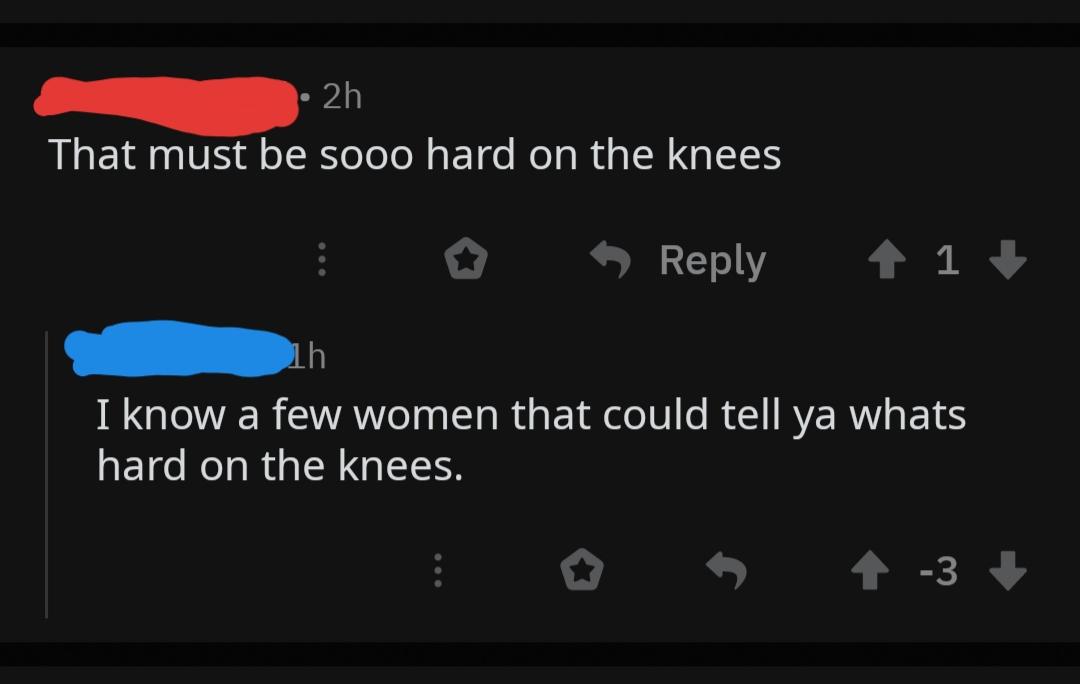 • 2h
That must be sooo hard on the knees
Reply 1
1h
I know a few women that could tell ya whats
hard on the knees.
-3